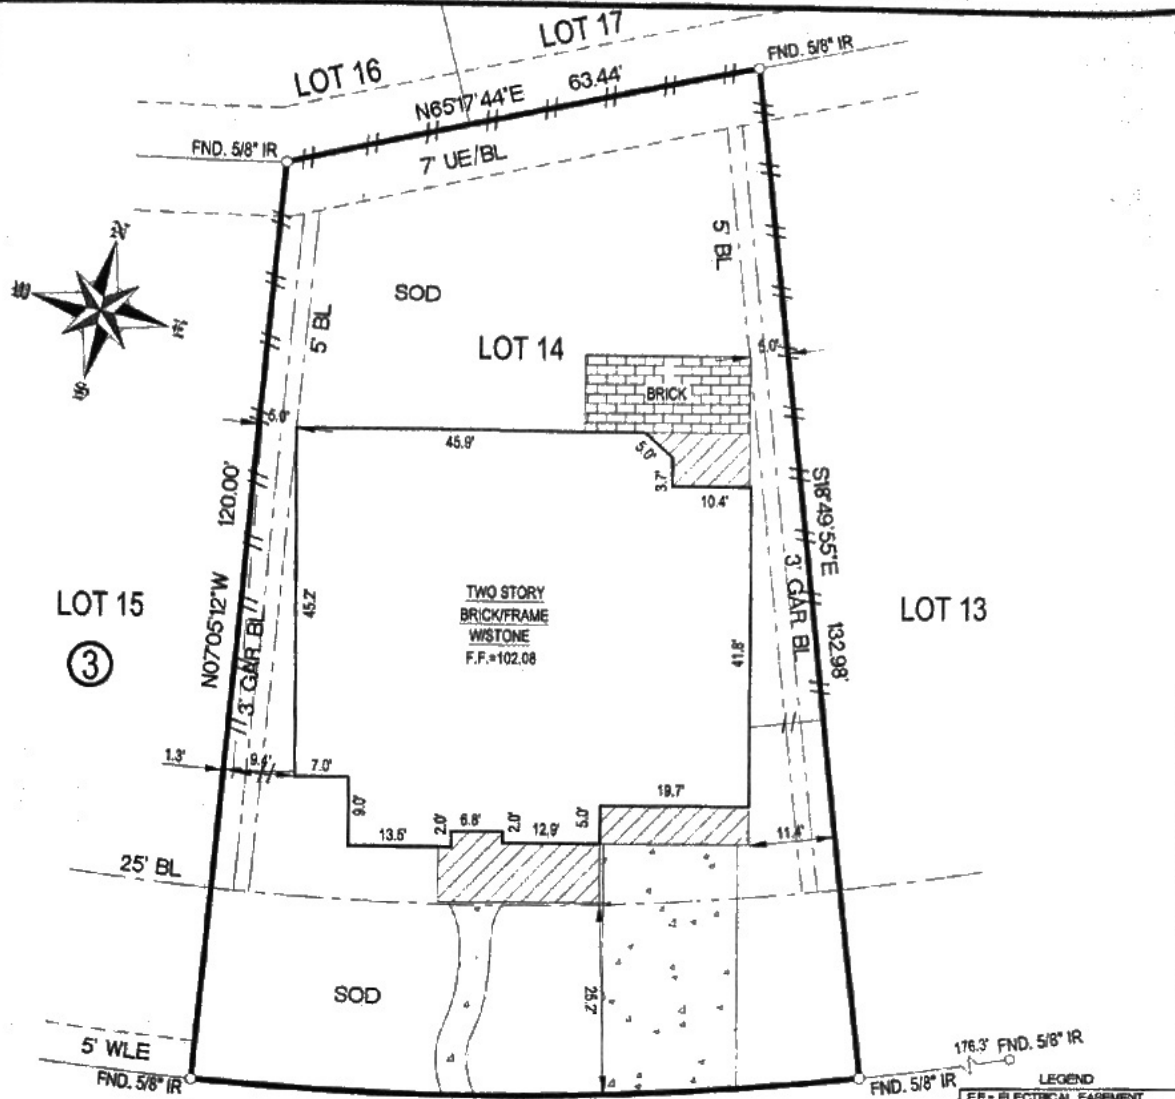 LOT 17
LOT 16
FND. 5/8" IR
N65°17'44"E 63.44'
FND. 5/8" IR
7' UE/BL
5' BL
N
W
E
S
SOD
5' BL
LOT 14
5.0'
BRICK
5.0'
45.9'
5.0'
3.7'
10.4'
120.00'
S18°49'55"E
TWO STORY
BRICK/FRAME
W/STONE
F.F.=102.08
45.2'
LOT 15
3
N07°05'12"W
3' GAR. BL
3' GAR. BL
LOT 13
41.8'
132.98'
1.3'
9.4'
7.0'
9.0'
13.5'
2.0'
6.8'
2.0'
12.9'
5.0'
19.7'
11.4'
25' BL
SOD
25.2'
5' WLE
FND. 5/8" IR
176.3' FND. 5/8" IR
FND. 5/8" IR
LEGEND
E.E.= ELECTRICAL EASEMENT